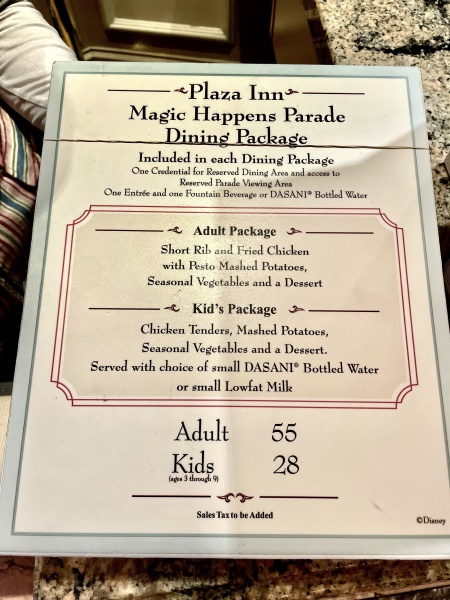 Plaza Inn
Magic Happens Parade
Dining Package
Included in each Dining Package
One Credential for Reserved Dining Area and access to
Reserved Parade Viewing Area
One Entrée and one Fountain Beverage or DASANI® Bottled Water
Adult Package
Short Rib and Fried Chicken
with Pesto Mashed Potatoes,
Seasonal Vegetables and a Dessert
Kid's Package
Chicken Tenders, Mashed Potatoes,
Seasonal Vegetables and a Dessert.
Served with choice of small DASANI® Bottled Water
or small Lowfat Milk
Adult 55
Kids 28
(ages 3 through 9)
Sales Tax to be Added
©Disney